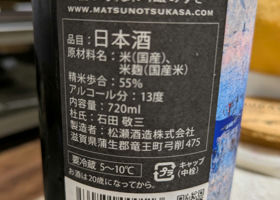 WWW.MATSUNOTSUKASA.COM
品目：日本酒
原材料名：米(国産)、
米麹(国産米)
精米歩合：55%
アルコール分：13度
内容量：720ml
杜氏：石田 敬三
製造者：松瀬酒造株式会社
滋賀県蒲生郡竜王町弓削475
要冷蔵 5〜10℃
お酒は20歳になってから。
プラ
キャップ
(中栓)